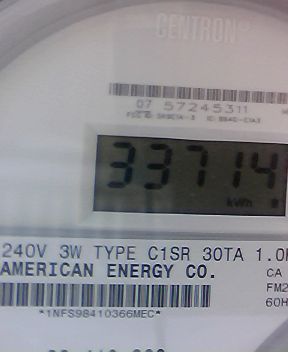 CENTRON®
07 57245311
33714
kWh
240V 3W TYPE C1SR 30TA 1.0
AMERICAN ENERGY CO.
CA
FM2
60H
*1NFS98410366MEC*